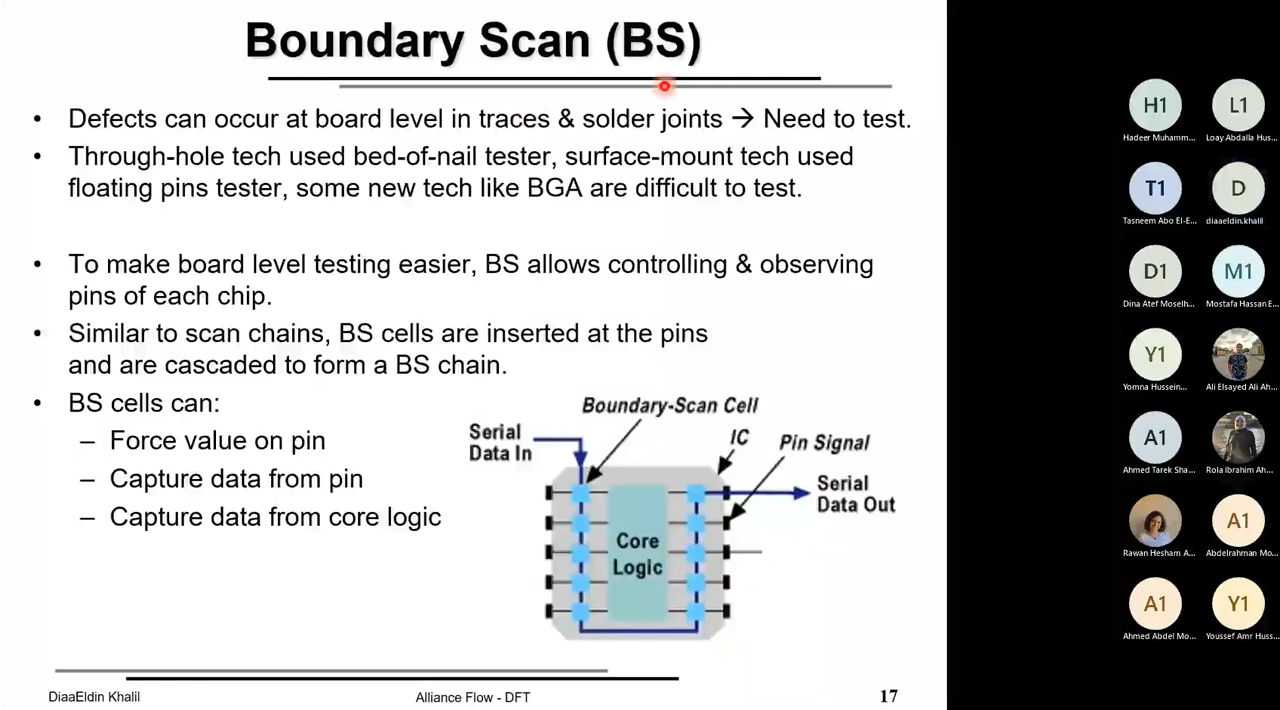 Boundary Scan (BS)
• Defects can occur at board level in traces & solder joints → Need to test.
• Through-hole tech used bed-of-nail tester, surface-mount tech used
floating pins tester, some new tech like BGA are difficult to test.
• To make board level testing easier, BS allows controlling & observing
pins of each chip.
• Similar to scan chains, BS cells are inserted at the pins
and are cascaded to form a BS chain.
• BS cells can:
– Force value on pin
– Capture data from pin
– Capture data from core logic
Boundary-Scan Cell
Serial
Data In
IC
Pin Signal
Serial
Data Out
Core
Logic
DiaaEldin Khalil
Alliance Flow - DFT
17
H1
L1
Hadeer Muhamm...
Loay Abdalla Hus...
T1
D
Tasneem Abo El-E...
diaaeldin.khalil
D1
M1
Dina Atef Moselh...
Mostafa Hassan E...
Y1
Yomna Hussein...
Ali Elsayed Ali Ah...
A1
Ahmed Tarek Sha...
Rola Ibrahim Ah...
A1
Rawan Hesham A...
Abdelrahman Mo...
A1
Y1
Ahmed Abdel Mo...
Youssef Amr Huss...